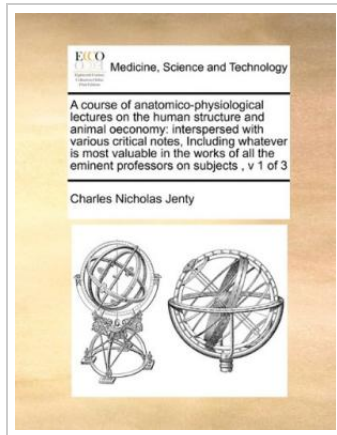 ECCO
Medicine, Science and Technology
A course of anatomico-physiological
lectures on the human structure and
animal oeconomy: interspersed with
various critical notes, Including whatever
is most valuable in the works of all the
eminent professors on subjects , v 1 of 3
Charles Nicholas Jenty